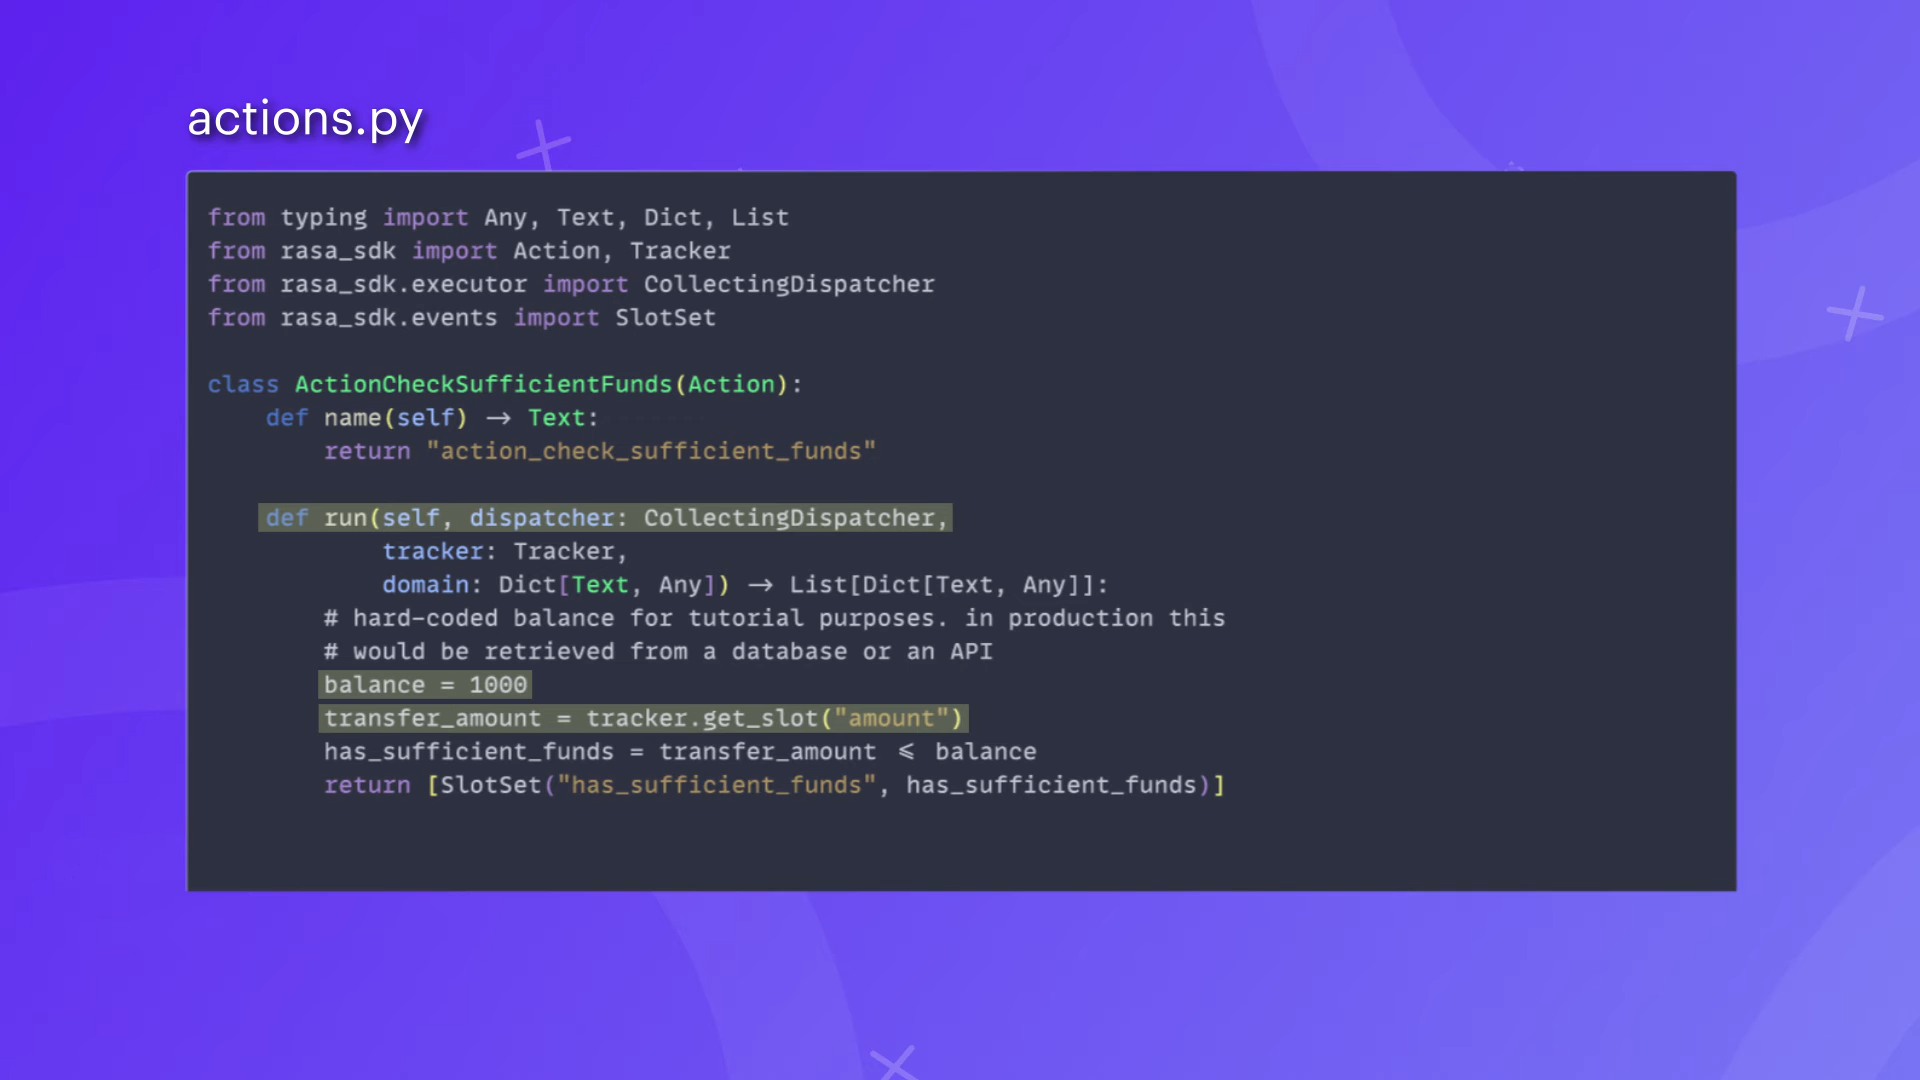 actions.py
from typing import Any, Text, Dict, List
from rasa_sdk import Action, Tracker
from rasa_sdk.executor import CollectingDispatcher
from rasa_sdk.events import SlotSet
class ActionCheckSufficientFunds(Action):
    def name(self) → Text:
        return "action_check_sufficient_funds"
    def run(self, dispatcher: CollectingDispatcher,
            tracker: Tracker,
            domain: Dict[Text, Any]) → List[Dict[Text, Any]]:
        # hard-coded balance for tutorial purposes. in production this
        # would be retrieved from a database or an API
        balance = 1000
        transfer_amount = tracker.get_slot("amount")
        has_sufficient_funds = transfer_amount ≤ balance
        return [SlotSet("has_sufficient_funds", has_sufficient_funds)]